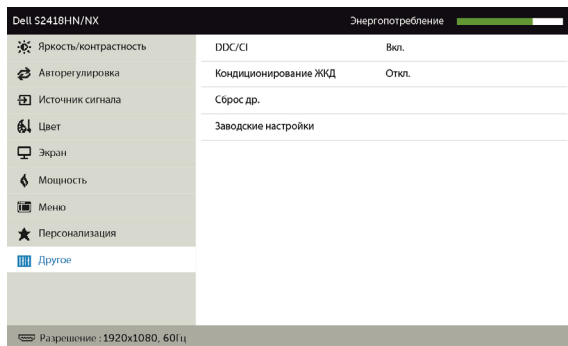 Dell S2418HN/NX
Энергопотребление
Яркость/контрастность
DDC/CI Вкл.
Авторегулировка
Кондиционирование ЖКД Откл.
Источник сигнала
Сброс др.
Цвет
Заводские настройки
Экран
Мощность
Меню
Персонализация
Другое
Разрешение : 1920x1080, 60Гц